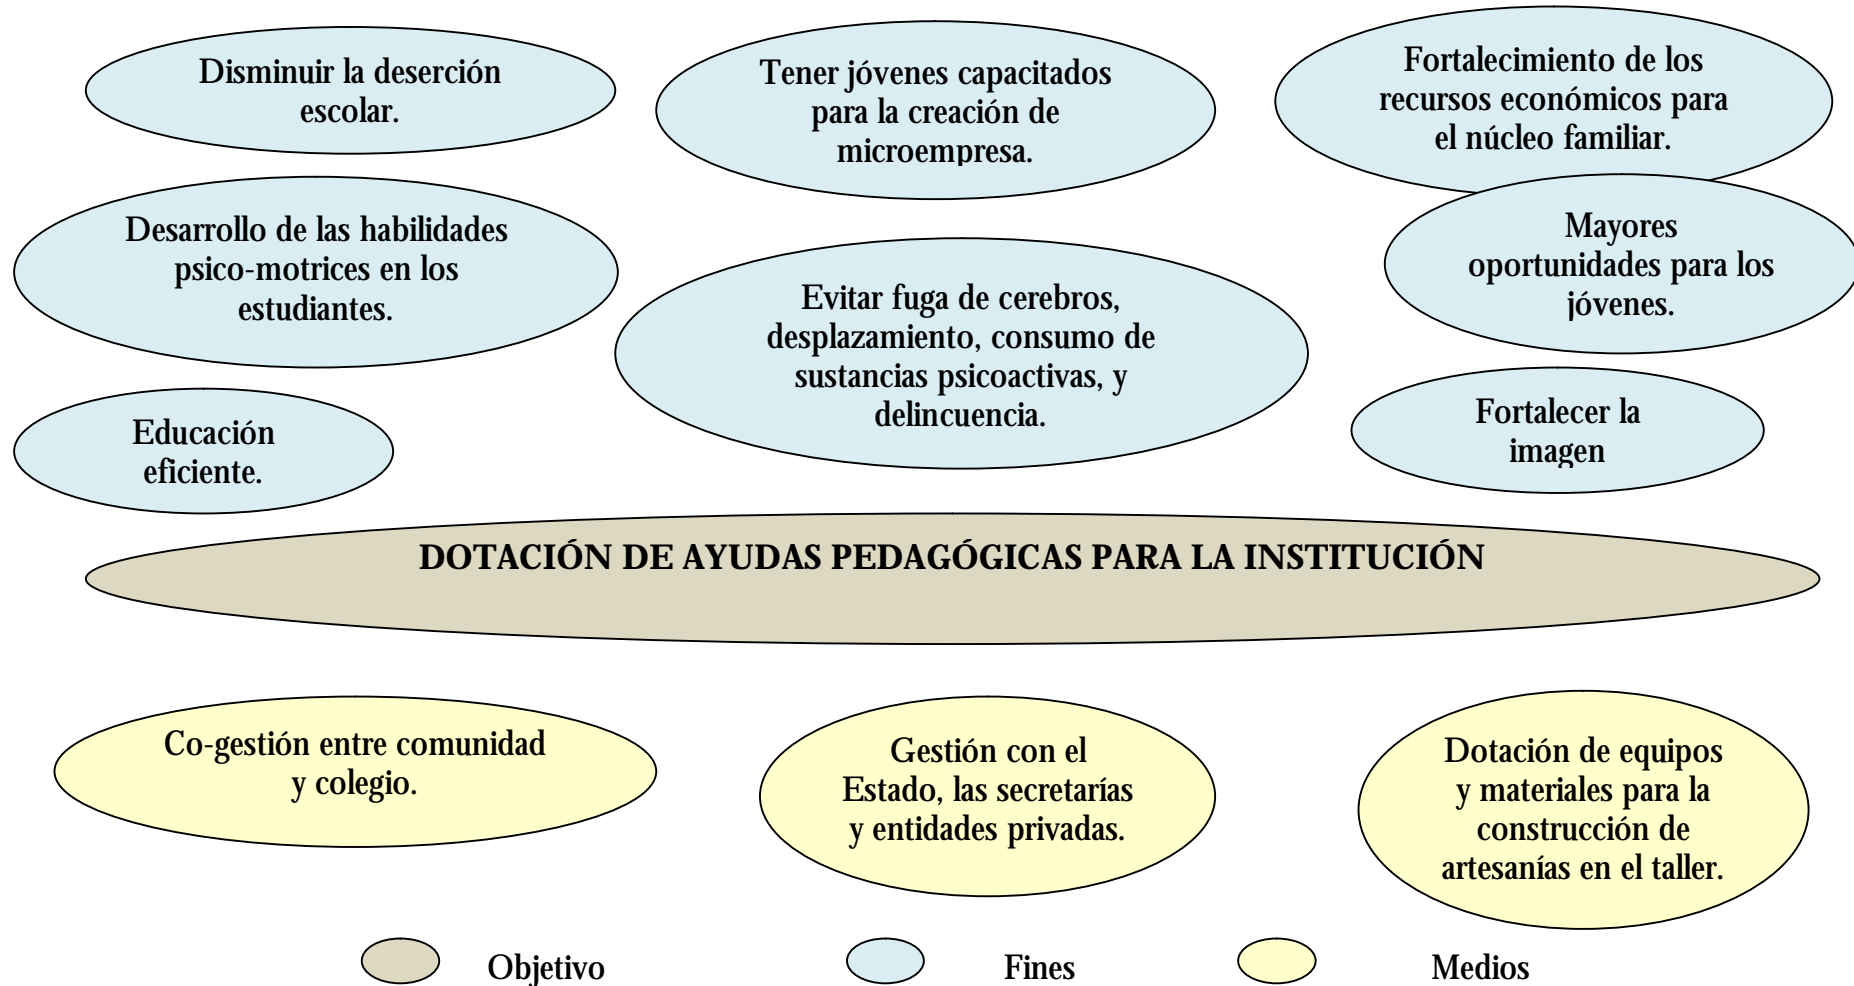 Disminuir la deserción
escolar.
Tener jóvenes capacitados
para la creación de
microempresa.
Fortalecimiento de los
recursos económicos para
el núcleo familiar.
Desarrollo de las habilidades
psico-motrices en los
estudiantes.
Evitar fuga de cerebros,
desplazamiento, consumo de
sustancias psicoactivas, y
delincuencia.
Mayores
oportunidades para los
jóvenes.
Educación
eficiente.
Fortalecer la
imagen
DOTACIÓN DE AYUDAS PEDAGÓGICAS PARA LA INSTITUCIÓN
Co-gestión entre comunidad
y colegio.
Gestión con el
Estado, las secretarías
y entidades privadas.
Dotación de equipos
y materiales para la
construcción de
artesanías en el taller.
Objetivo
Fines
Medios